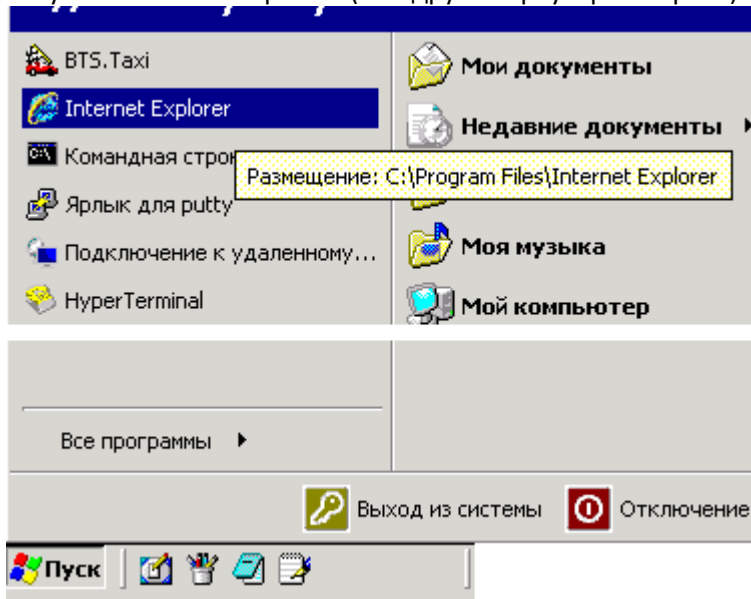 BTS.Taxi
Мои документы
Internet Explorer
Недавние документы
Командная стро
Размещение: C:\Program Files\Internet Explorer
Ярлык для putty
Моя музыка
Подключение к удаленному...
HyperTerminal
Мой компьютер
Все программы
Выход из системы
Отключение
Пуск